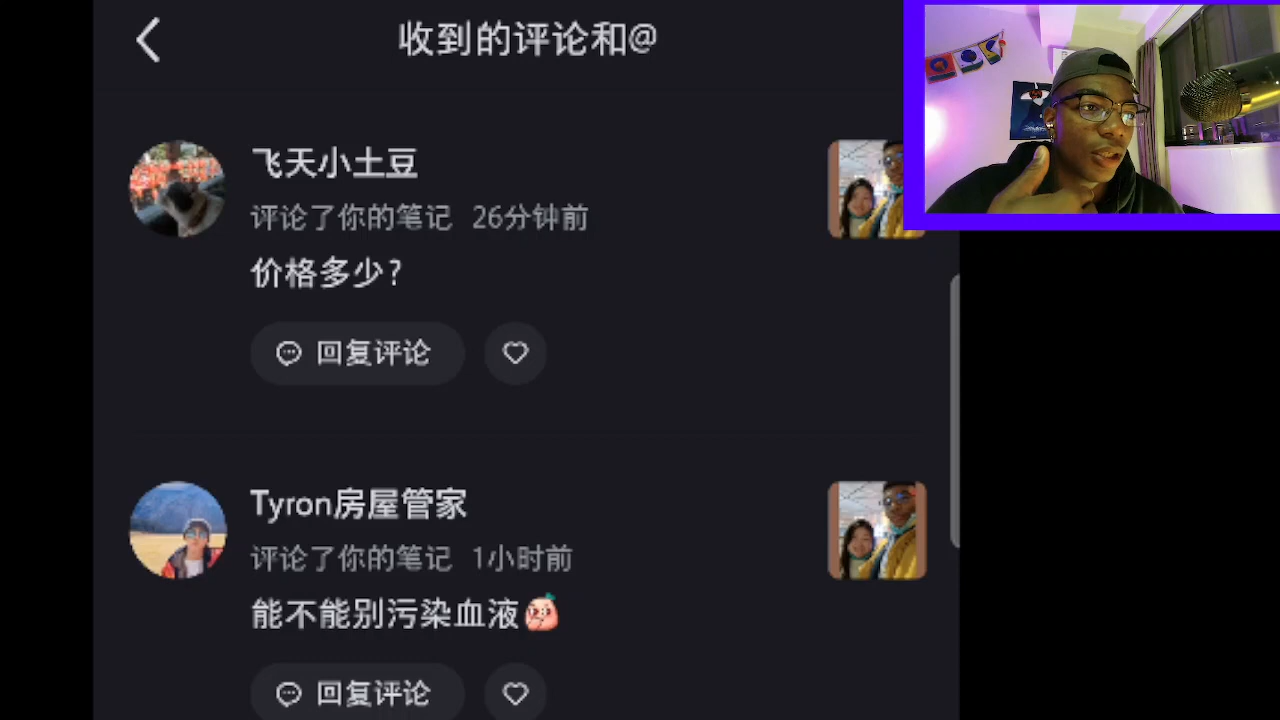 收到的评论和@
飞天小土豆
评论了你的笔记 26分钟前
价格多少?
回复评论
Tyron房屋管家
评论了你的笔记 1小时前
能不能别污染血液
回复评论